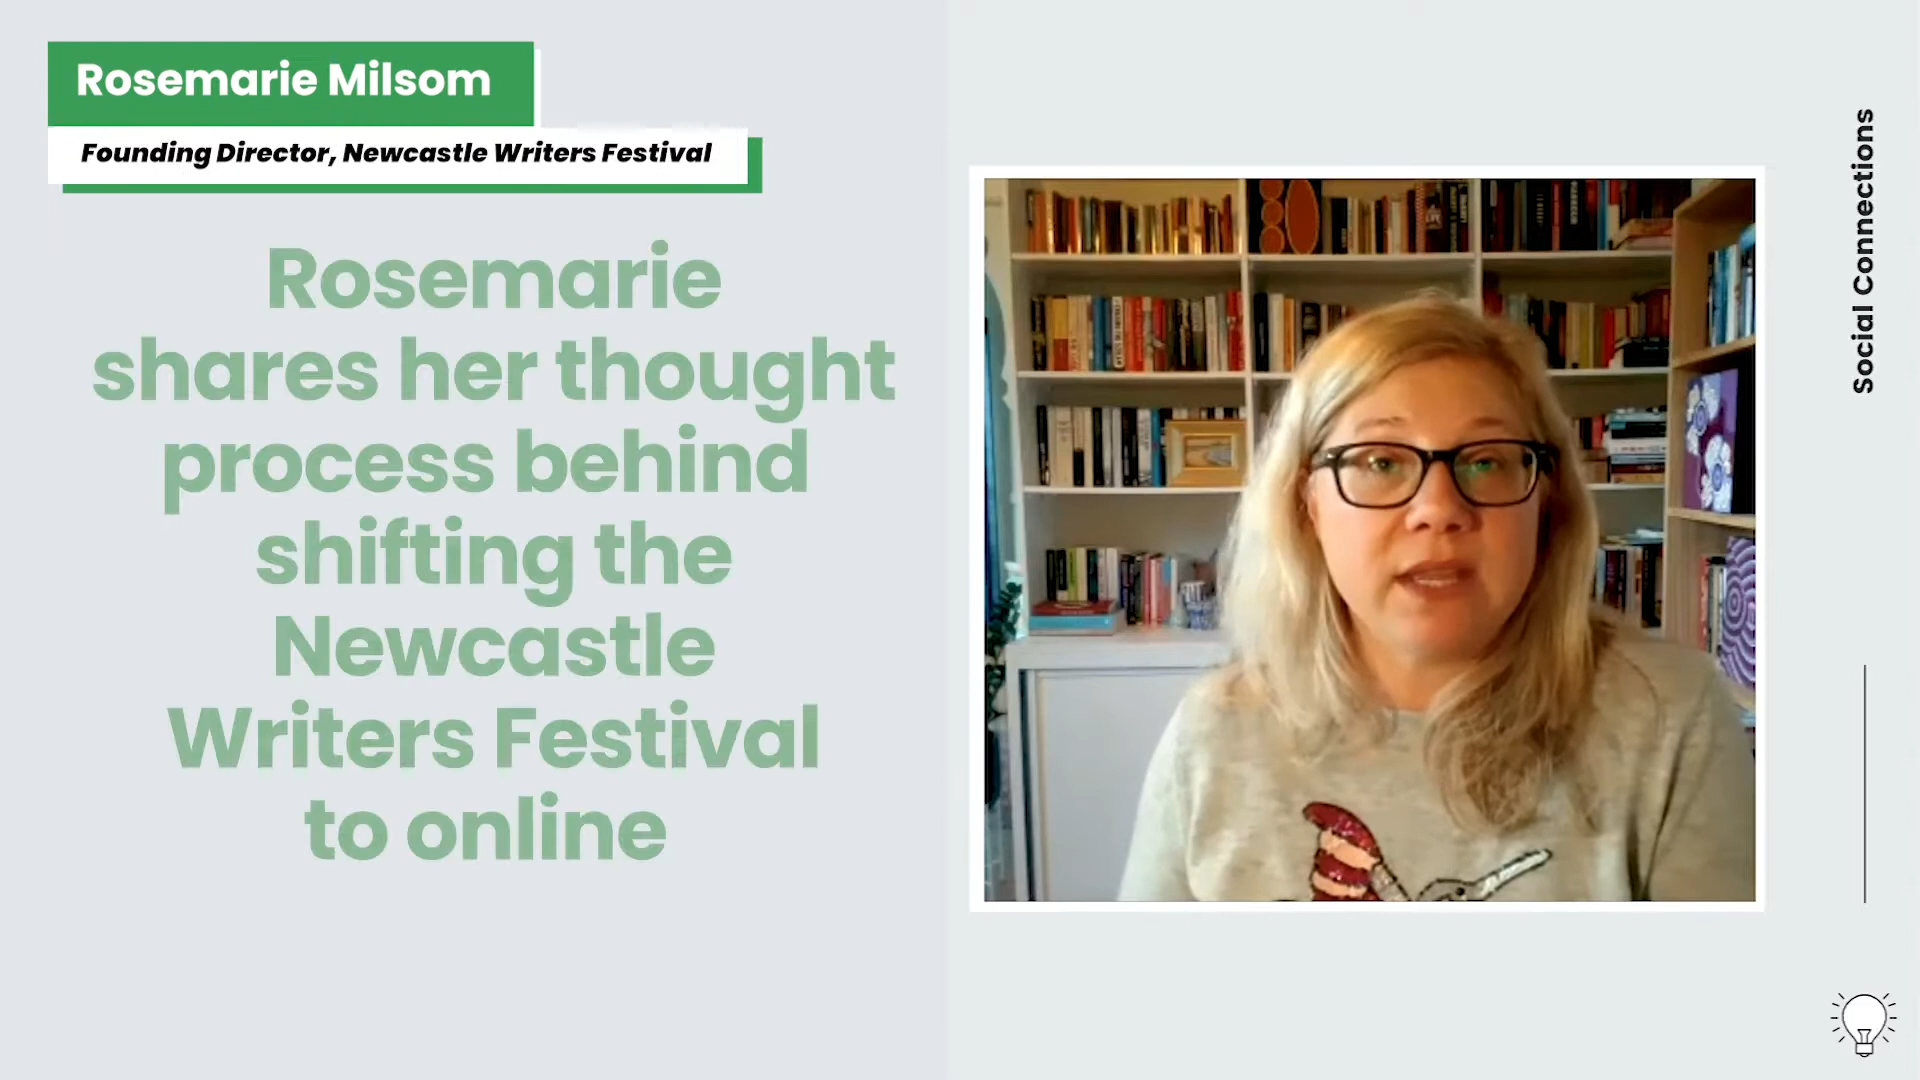 Rosemarie Milsom
Founding Director, Newcastle Writers Festival
Rosemarie
shares her thought
process behind
shifting the
Newcastle
Writers Festival
to online
Social Connections